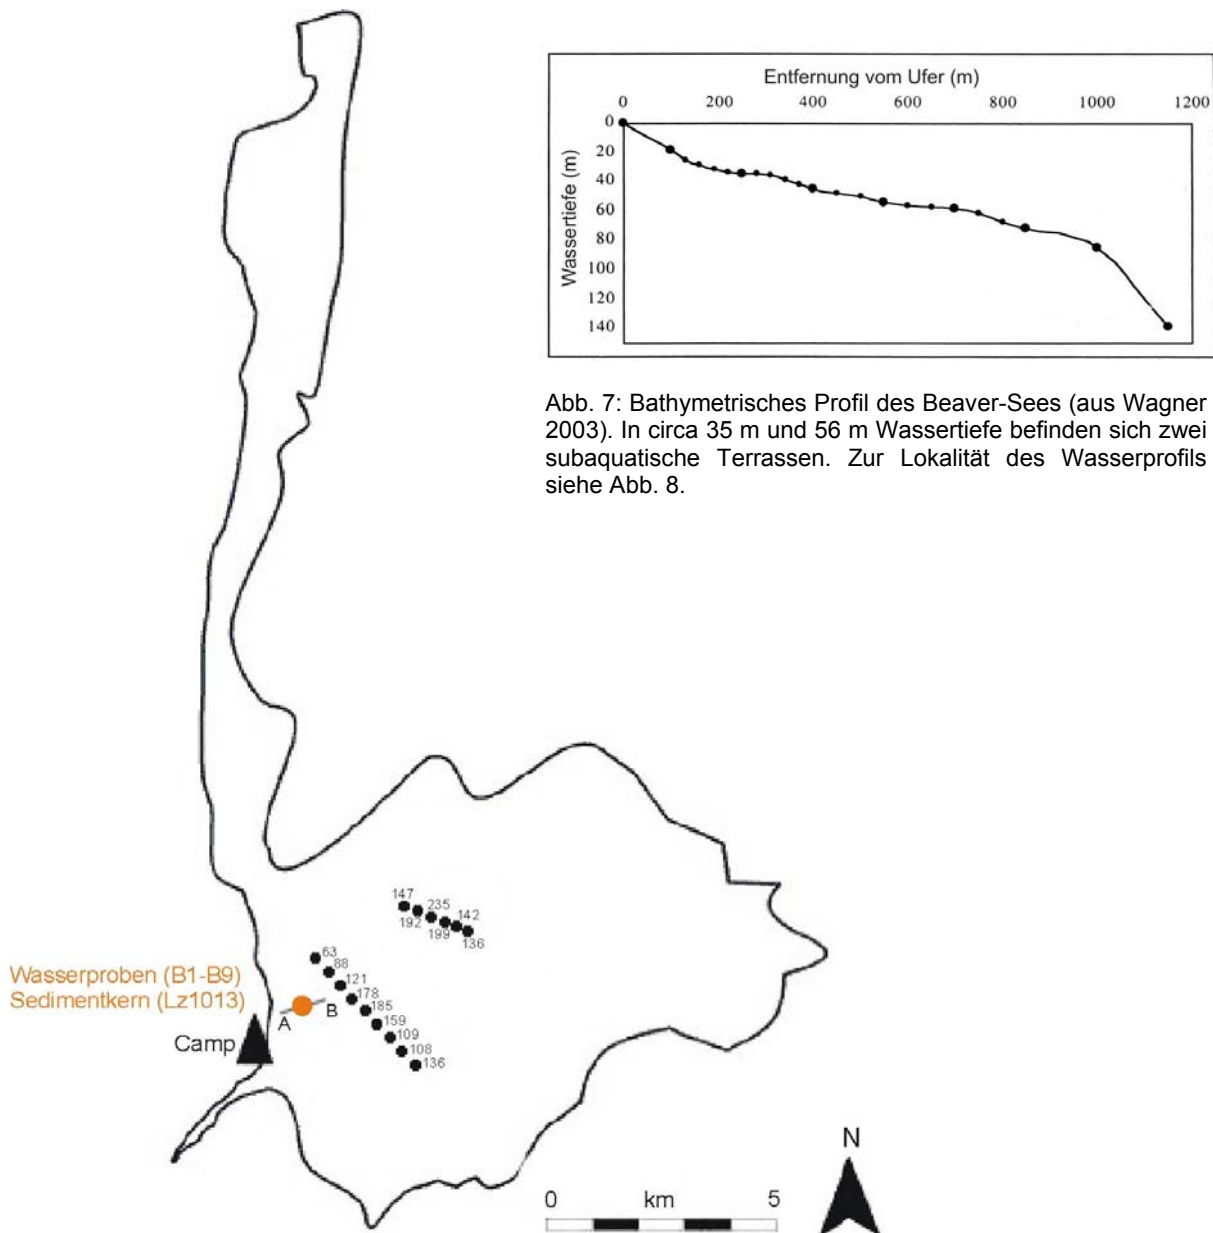 Entfernung vom Ufer (m)
0 200 400 600 800 1000 1200
Wassertiefe (m)
0
20
40
60
80
100
120
140
Abb. 7: Bathymetrisches Profil des Beaver-Sees (aus Wagner
2003). In circa 35 m und 56 m Wassertiefe befinden sich zwei
subaquatische Terrassen. Zur Lokalität des Wasserprofils
siehe Abb. 8.
147
192
235
199
142
136
63
88
121
178
185
159
109
108
136
Wasserproben (B1-B9)
Sedimentkern (Lz1013)
A
B
Camp
N
0 km 5